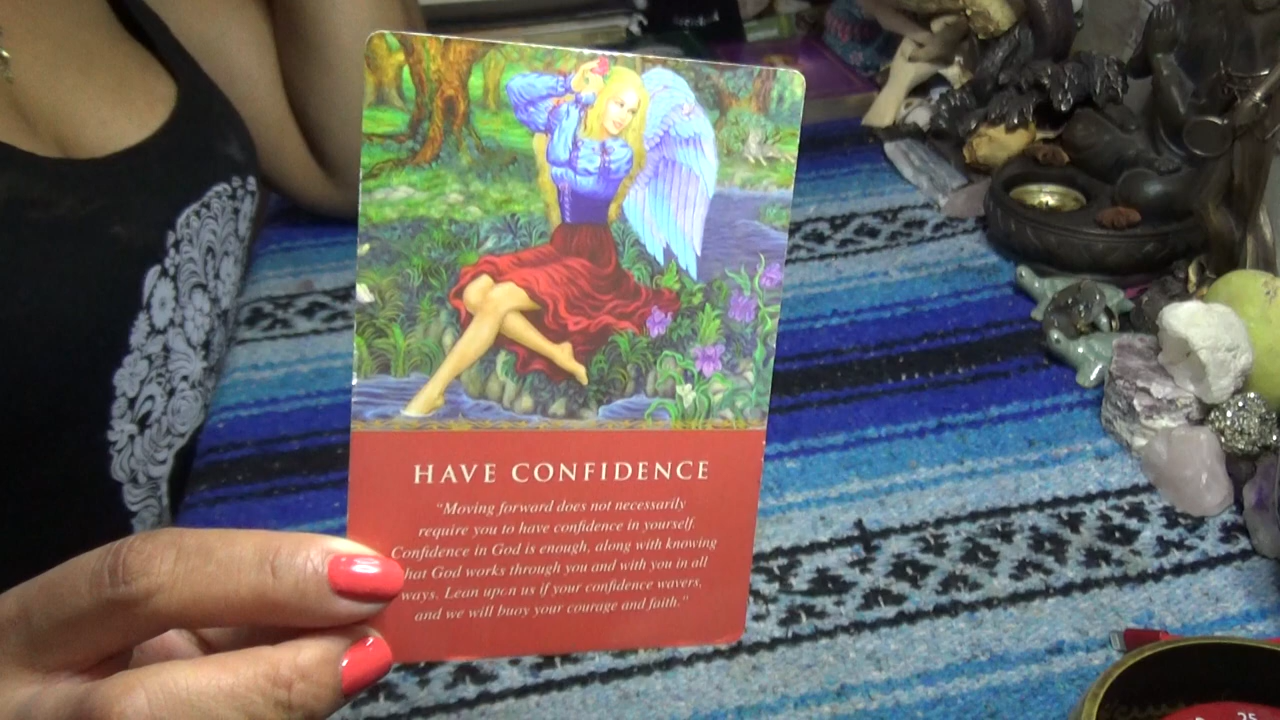 HAVE CONFIDENCE
"Moving forward does not necessarily
require you to have confidence in yourself.
Confidence in God is enough, along with knowing
hat God works through you and with you in all
ways. Lean upon us if your confidence wavers,
and we will buoy your courage and faith."
25